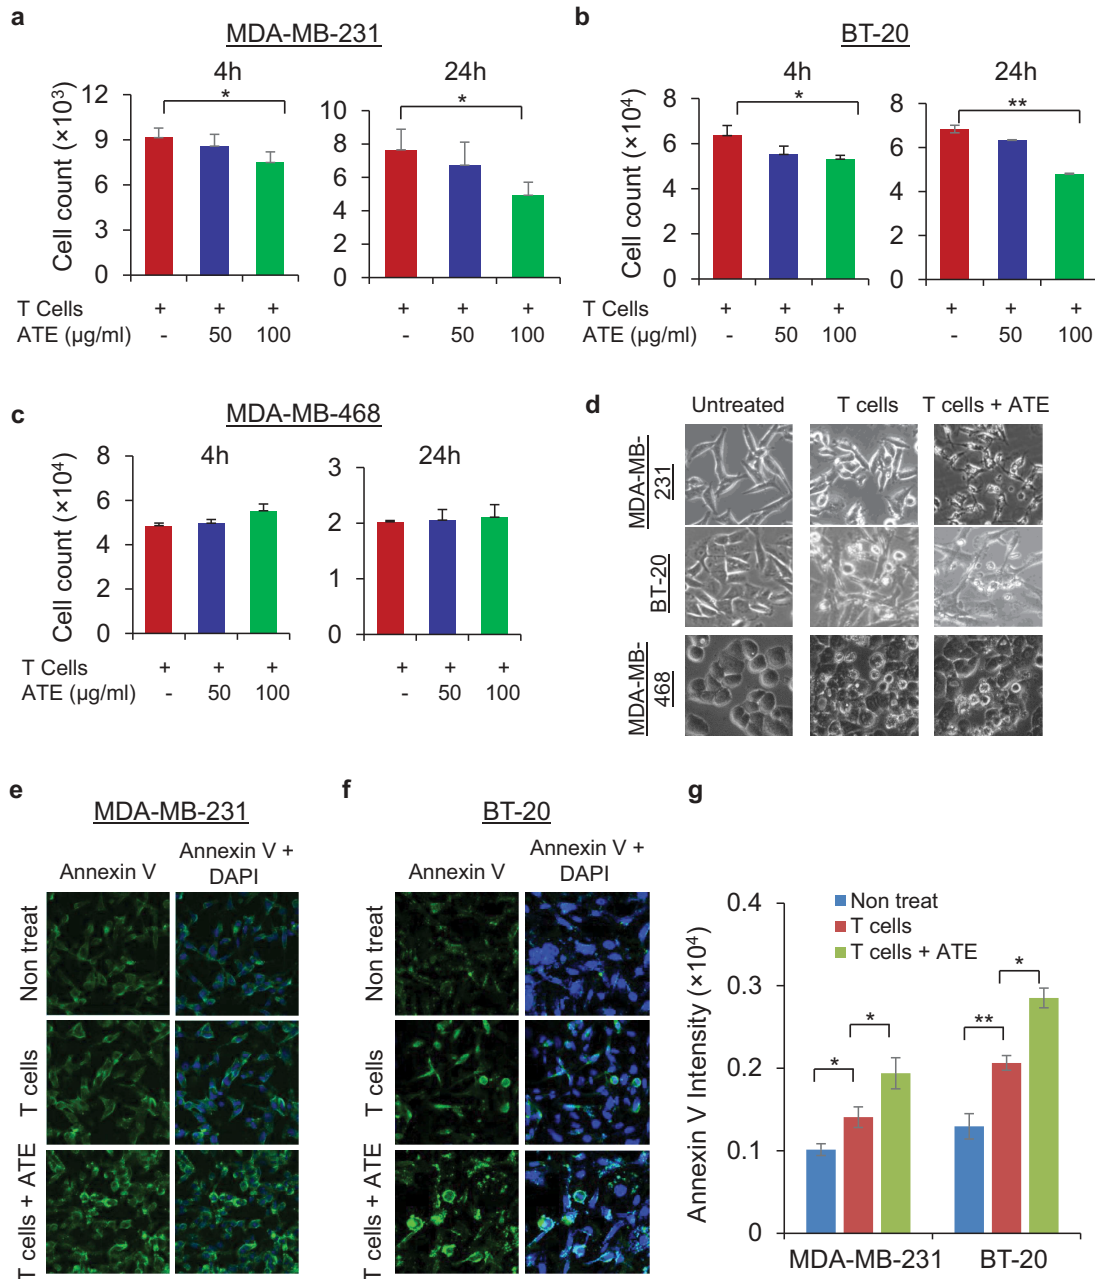 a
MDA-MB-231
4h
24h
Cell count (×10³)
12
9
6
3
0
*
10
8
6
4
2
0
*
T Cells + + + + + +
ATE (µg/ml) - 50 100 - 50 100
b
BT-20
4h
24h
Cell count (×10⁴)
8
6
4
2
0
*
8
6
4
2
0
**
T Cells + + + + + +
ATE (µg/ml) - 50 100 - 50 100
c
MDA-MB-468
4h
24h
Cell count (×10⁴)
8
6
4
2
0
3
2
1
0
T Cells + + + + + +
ATE (µg/ml) - 50 100 - 50 100
d
Untreated T cells T cells + ATE
MDA-MB-
231
BT-20
MDA-MB-
468
e
MDA-MB-231
Annexin V
Annexin V +
DAPI
Non treat
T cells
T cells + ATE
f
BT-20
Annexin V
Annexin V +
DAPI
Non treat
T cells
T cells + ATE
g
Annexin V Intensity (×10⁴)
0.4
0.3
0.2
0.1
0
Non treat
T cells
T cells + ATE
*
*
**
*
MDA-MB-231 BT-20